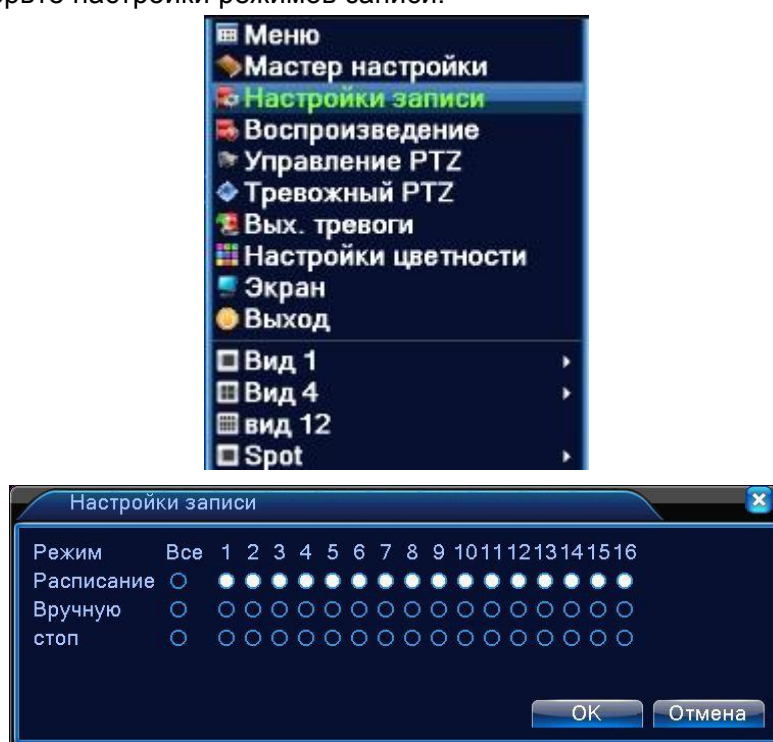 настройки режимов записи.
Меню
Мастер настройки
Настройки записи
Воспроизведение
Управление PTZ
Тревожный PTZ
Вых. тревоги
Настройки цветности
Экран
Выход
Вид 1
Вид 4
вид 12
Spot
Настройки записи
Режим Все 1 2 3 4 5 6 7 8 9 10 11 12 13 14 15 16
Расписание
Вручную
стоп
OK Отмена